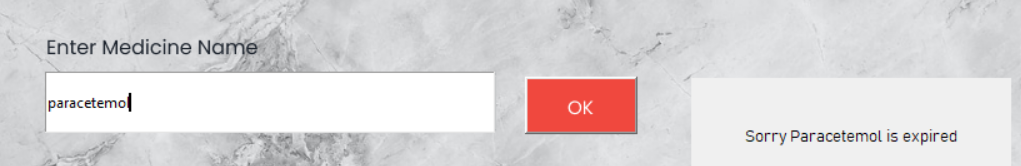 Enter Medicine Name
paracetemol
OK
Sorry Paracetemol is expired